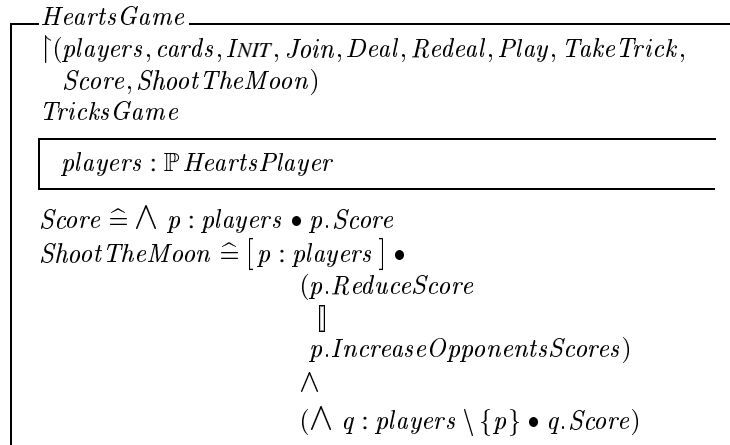 HeartsGame
↾(players, cards, INIT, Join, Deal, Redeal, Play, TakeTrick,
Score, ShootTheMoon)
TricksGame
players : ℙ HeartsPlayer
Score ≙ ⋀ p : players • p.Score
ShootTheMoon ≙ [ p : players ] •
(p.ReduceScore
[]
p.IncreaseOpponentsScores)
∧
(⋀ q : players \ {p} • q.Score)